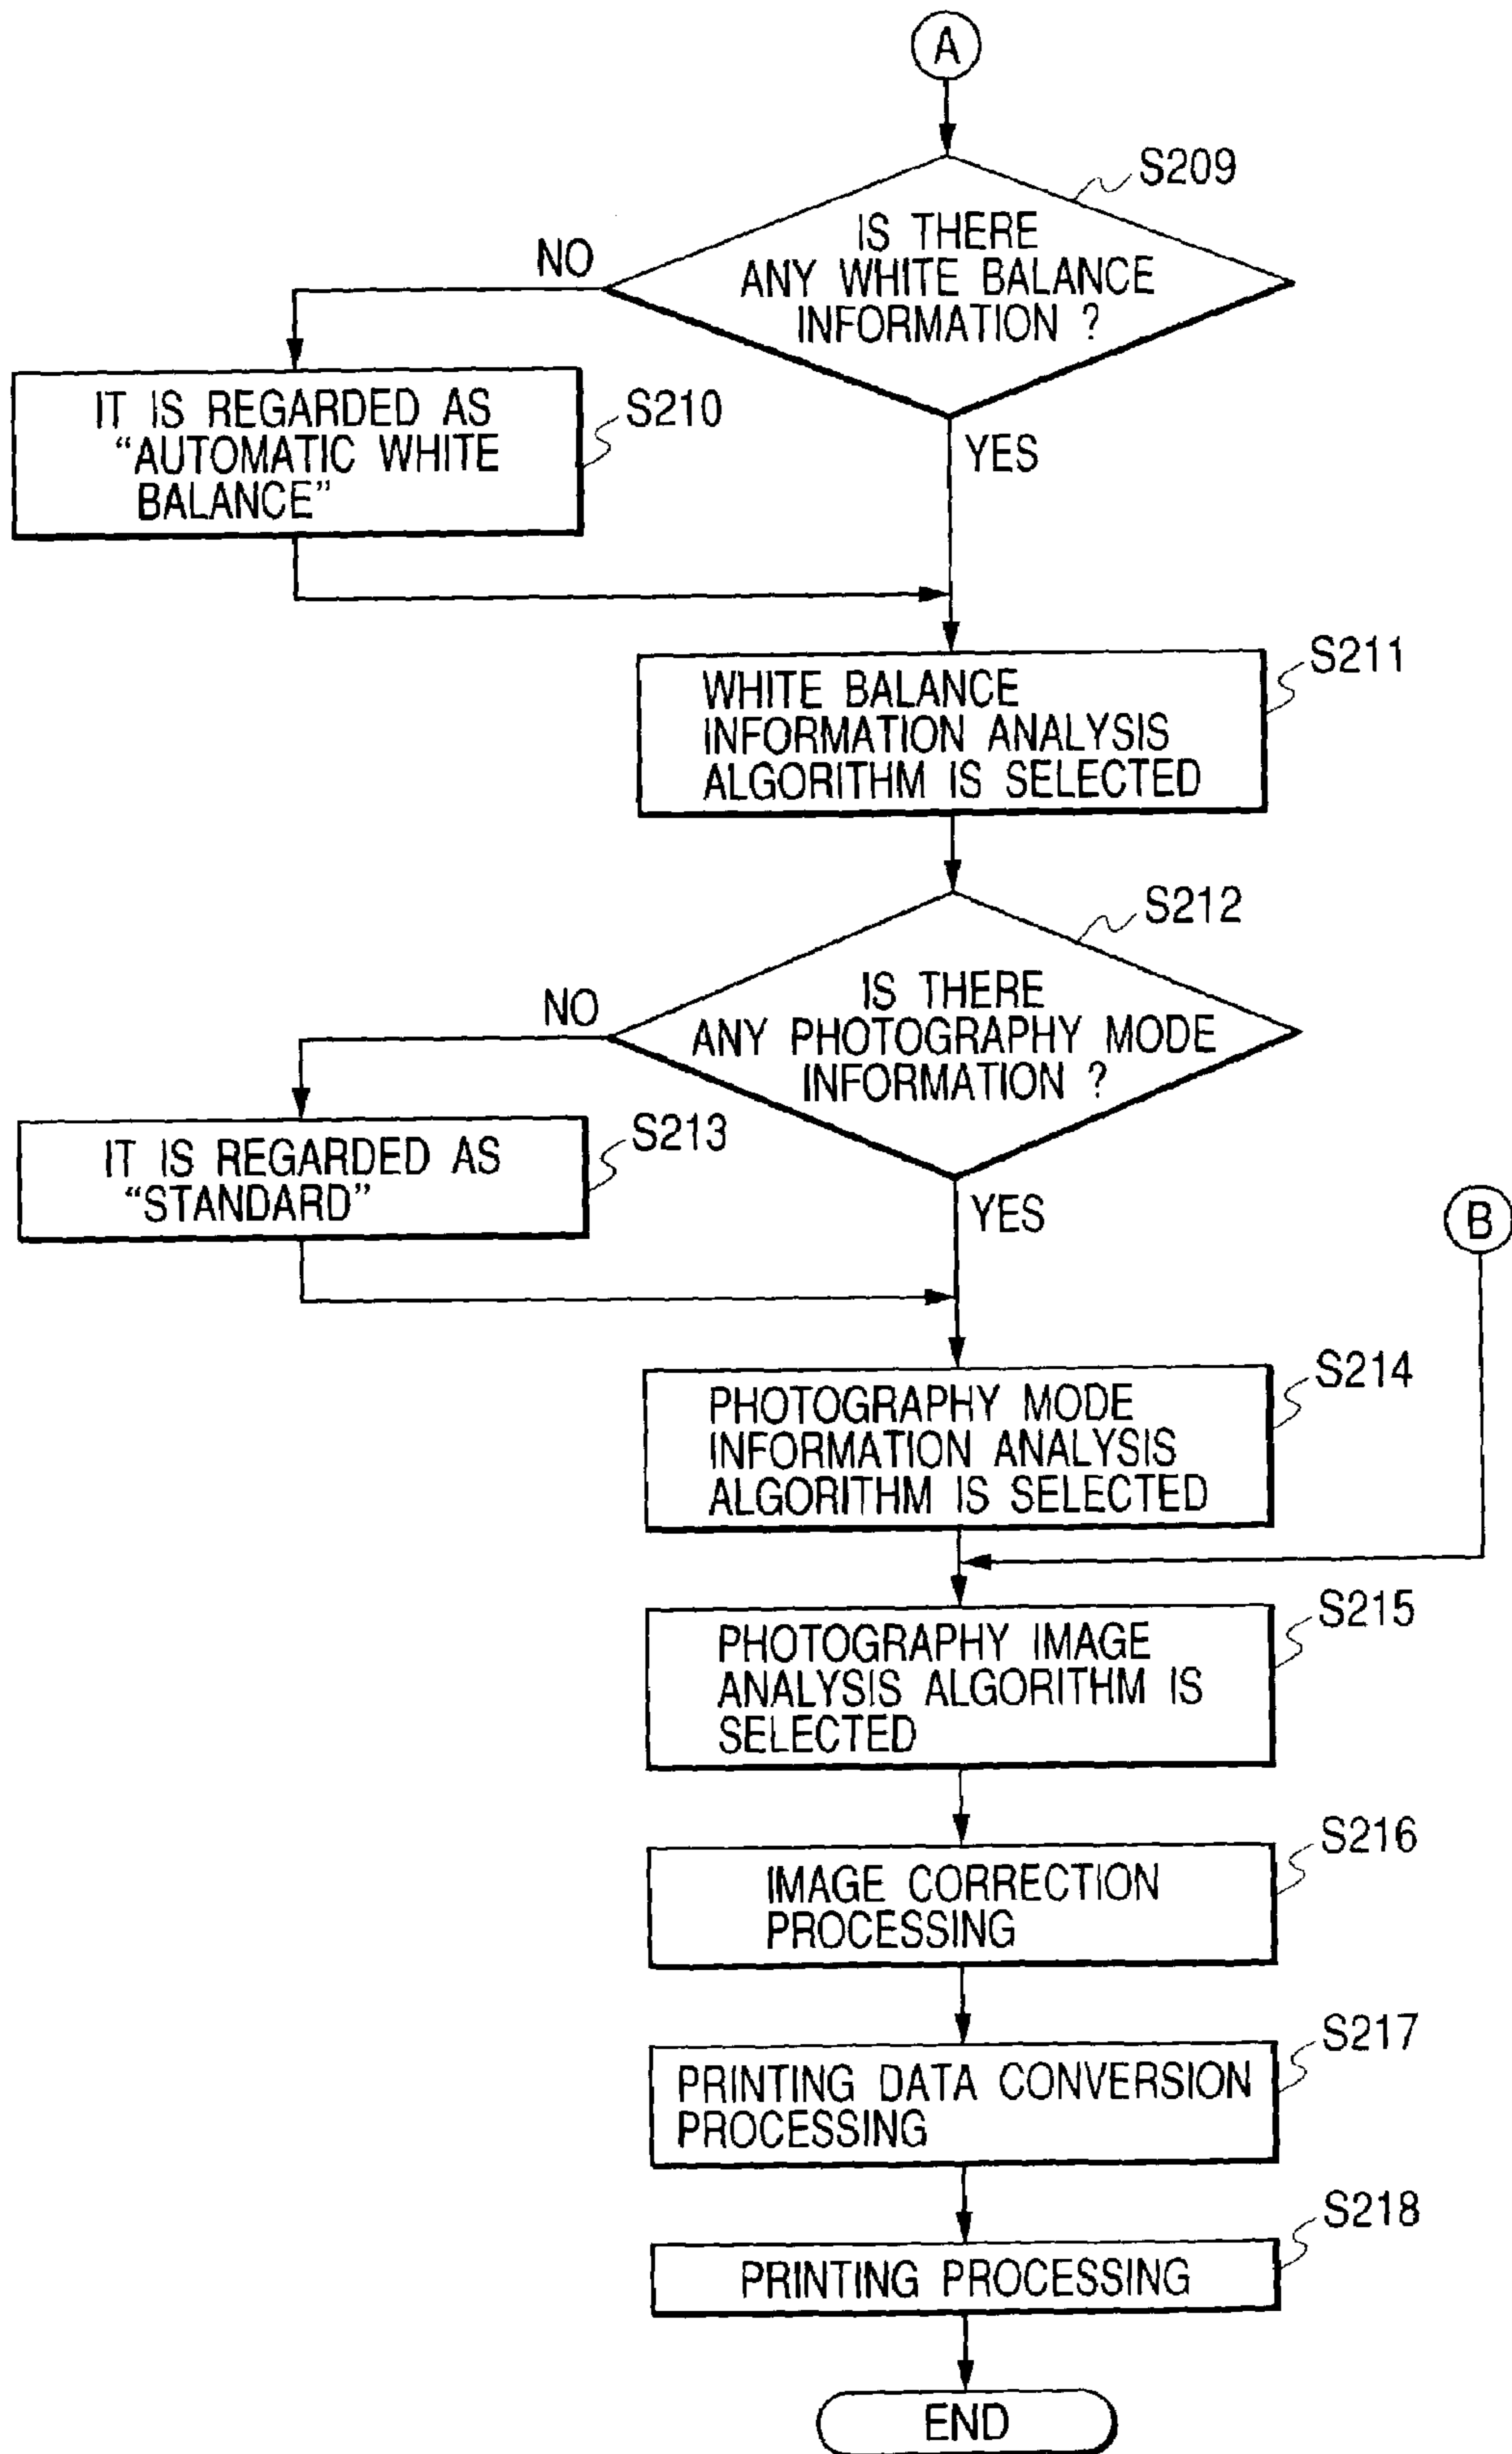 A
S209
IS THERE
ANY WHITE BALANCE
INFORMATION ?
NO
YES
IT IS REGARDED AS
“AUTOMATIC WHITE
BALANCE”
S210
S211
WHITE BALANCE
INFORMATION ANALYSIS
ALGORITHM IS SELECTED
S212
IS THERE
ANY PHOTOGRAPHY MODE
INFORMATION ?
NO
YES
IT IS REGARDED AS
“STANDARD”
S213
B
S214
PHOTOGRAPHY MODE
INFORMATION ANALYSIS
ALGORITHM IS SELECTED
S215
PHOTOGRAPHY IMAGE
ANALYSIS ALGORITHM IS
SELECTED
S216
IMAGE CORRECTION
PROCESSING
S217
PRINTING DATA CONVERSION
PROCESSING
S218
PRINTING PROCESSING
END